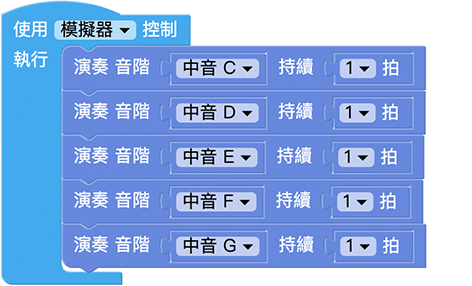 使用 模擬器 控制
執行 演奏 音階 中音 C 持續 1 拍
演奏 音階 中音 D 持續 1 拍
演奏 音階 中音 E 持續 1 拍
演奏 音階 中音 F 持續 1 拍
演奏 音階 中音 G 持續 1 拍